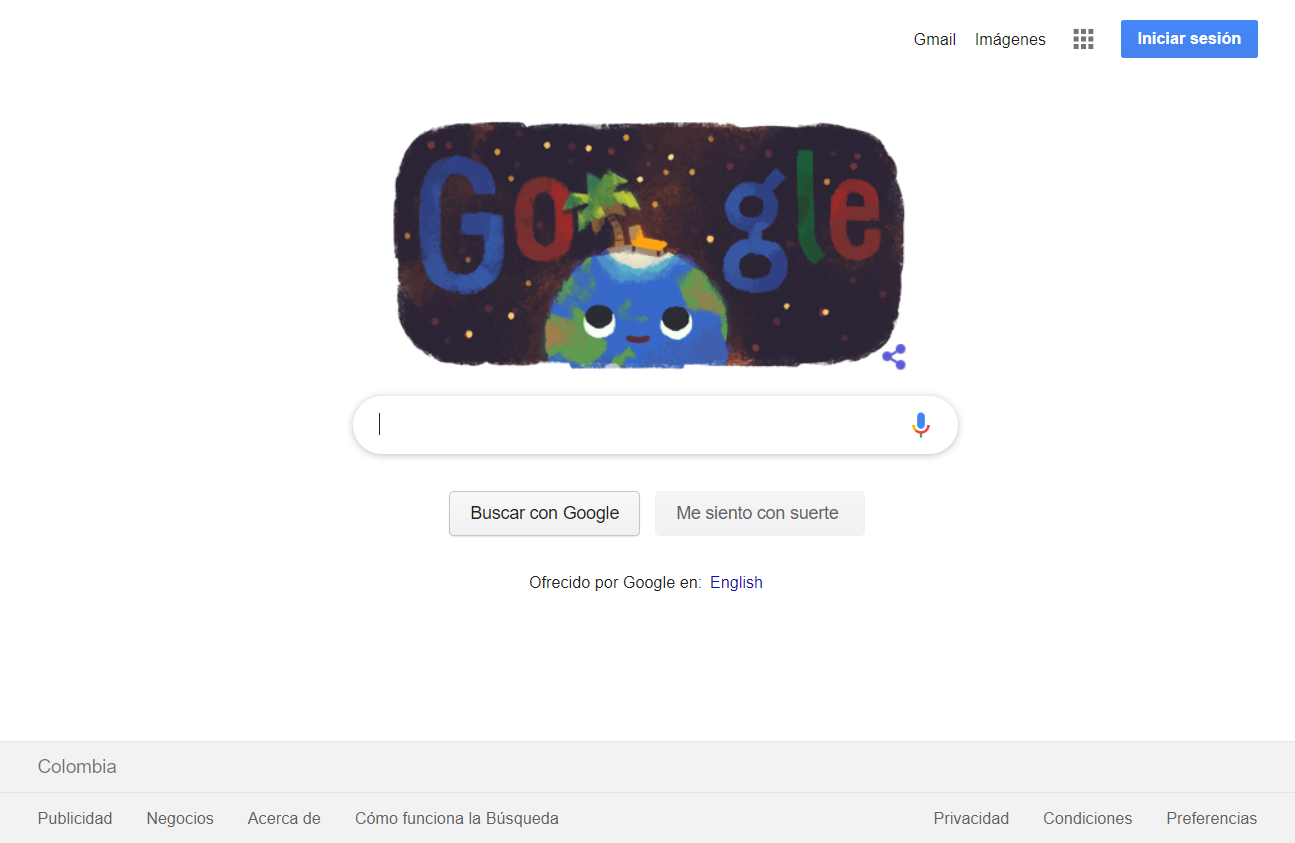 Gmail Imágenes Iniciar sesión
Google
Buscar con Google Me siento con suerte
Ofrecido por Google en: English
Colombia
Publicidad Negocios Acerca de Cómo funciona la Búsqueda Privacidad Condiciones Preferencias